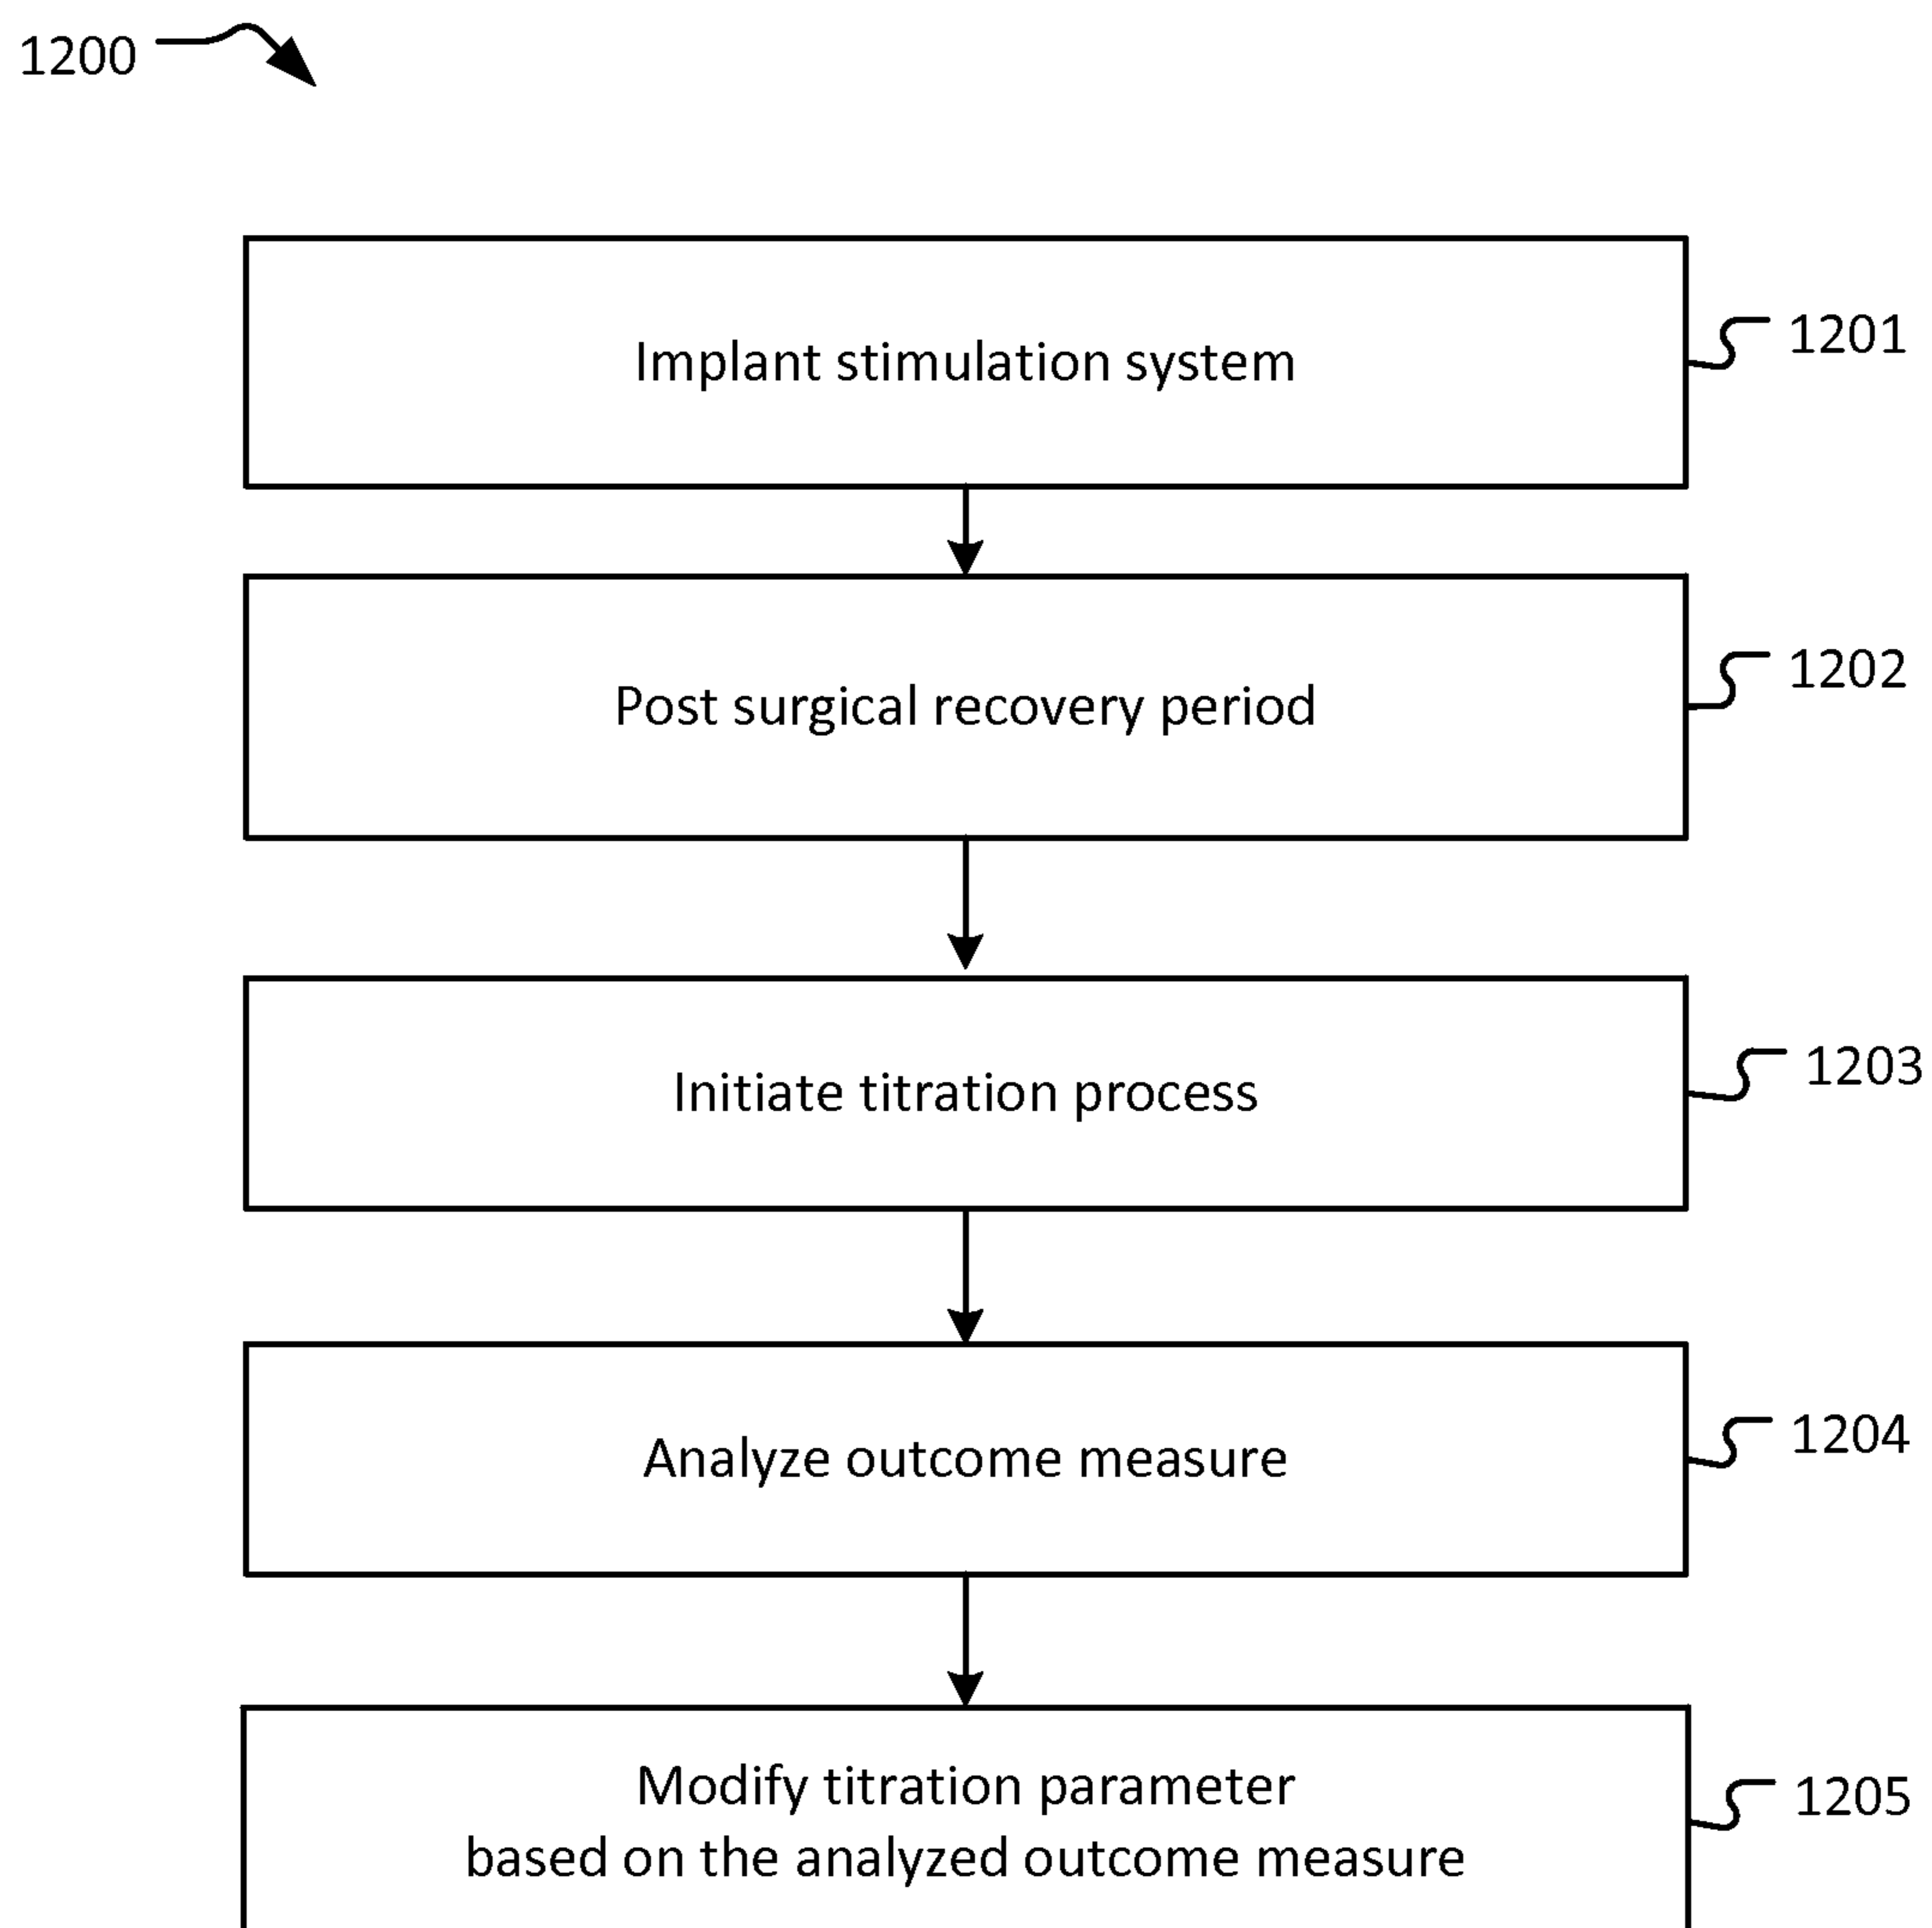 1200
Implant stimulation system
1201
Post surgical recovery period
1202
Initiate titration process
1203
Analyze outcome measure
1204
Modify titration parameter
based on the analyzed outcome measure
1205